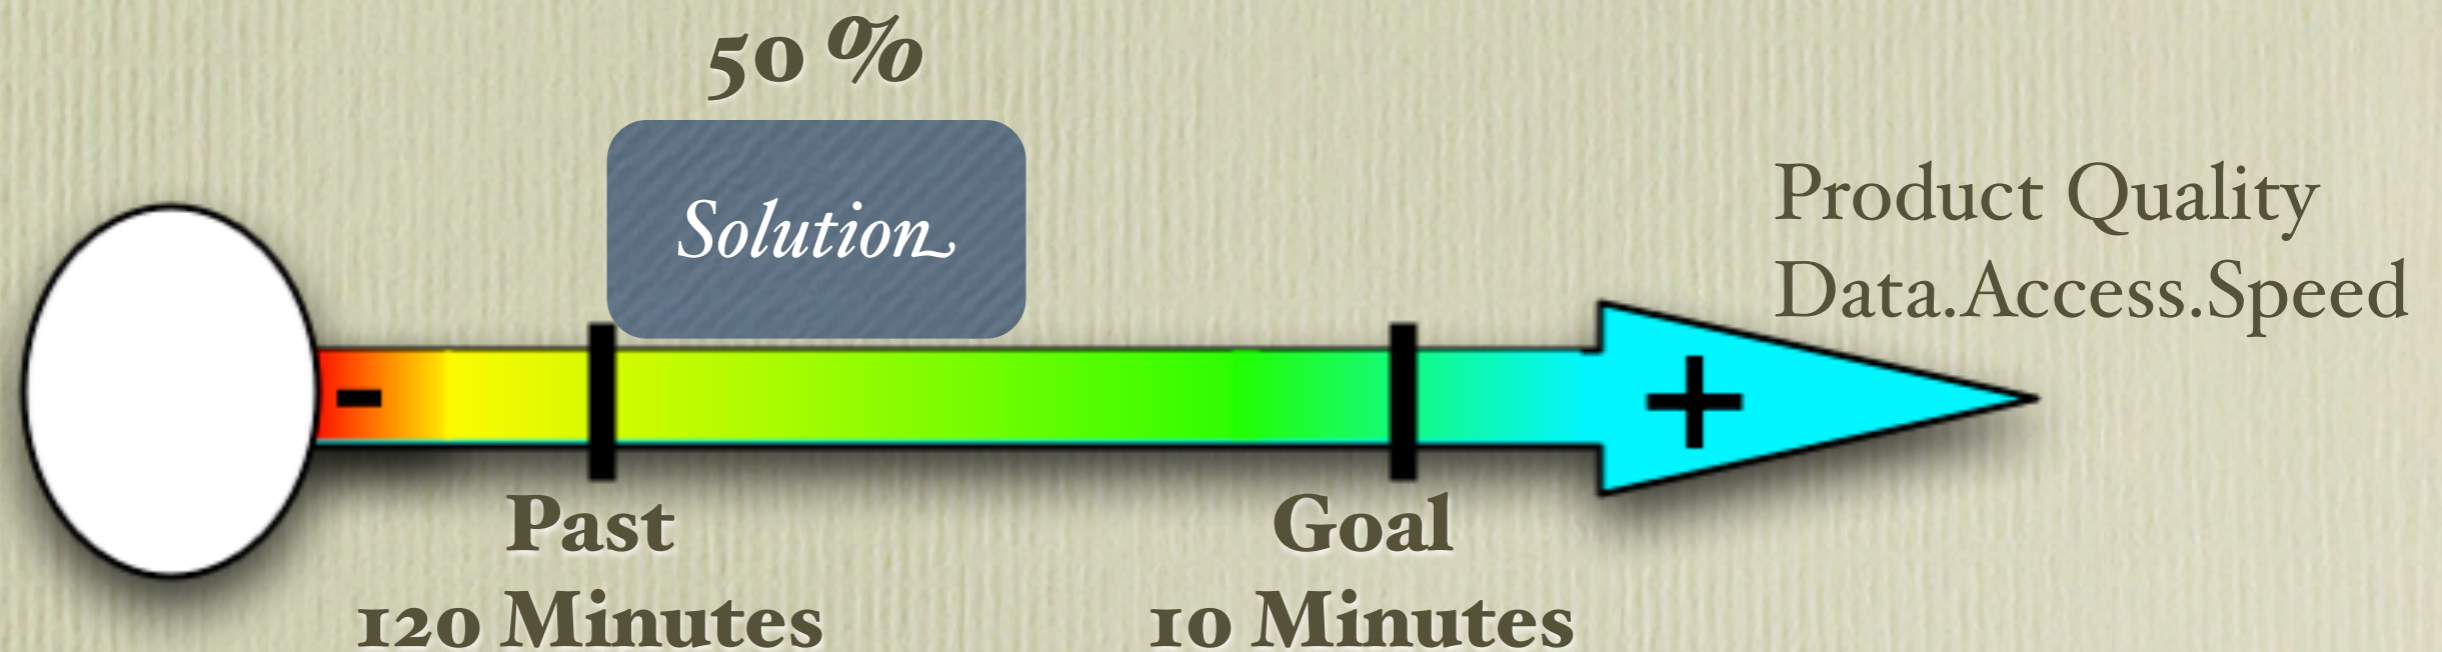 50 %
Solution
Product Quality
Data.Access.Speed
-
+
Past
120 Minutes
Goal
10 Minutes